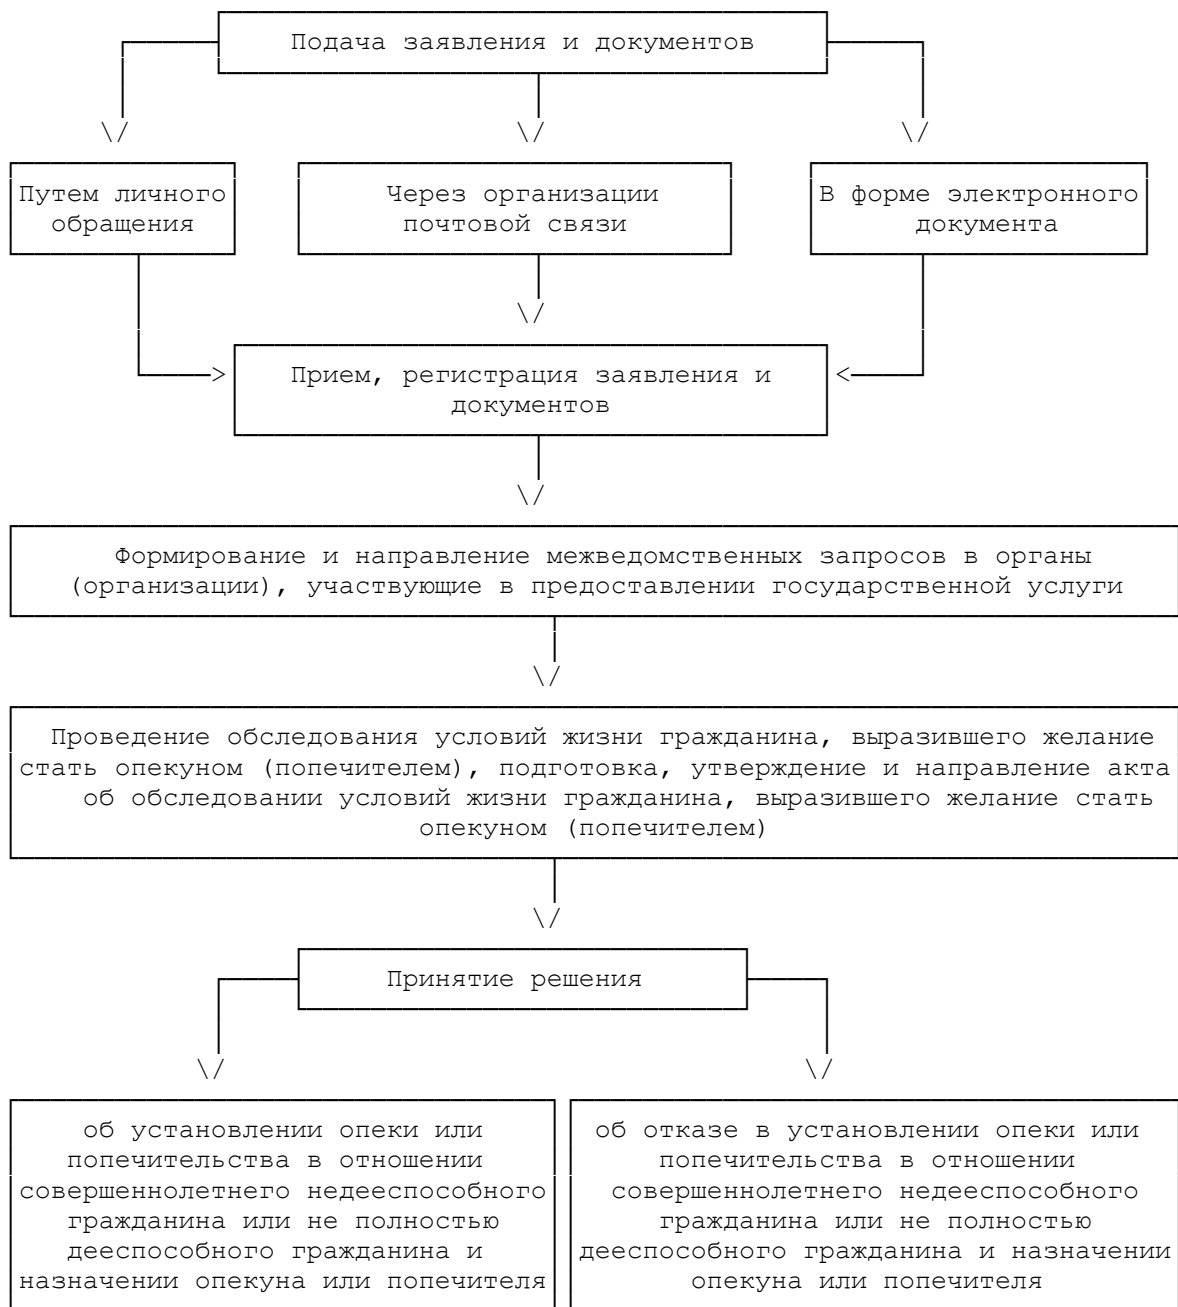 Подача заявления и документов
Путем личного
обращения
Через организации
почтовой связи
В форме электронного
документа
Прием, регистрация заявления и
документов
Формирование и направление межведомственных запросов в органы
(организации), участвующие в предоставлении государственной услуги
Проведение обследования условий жизни гражданина, выразившего желание
стать опекуном (попечителем), подготовка, утверждение и направление акта
об обследовании условий жизни гражданина, выразившего желание стать
опекуном (попечителем)
Принятие решения
об установлении опеки или
попечительства в отношении
совершеннолетнего недееспособного
гражданина или не полностью
дееспособного гражданина и
назначении опекуна или попечителя
об отказе в установлении опеки или
попечительства в отношении
совершеннолетнего недееспособного
гражданина или не полностью
дееспособного гражданина и назначении
опекуна или попечителя